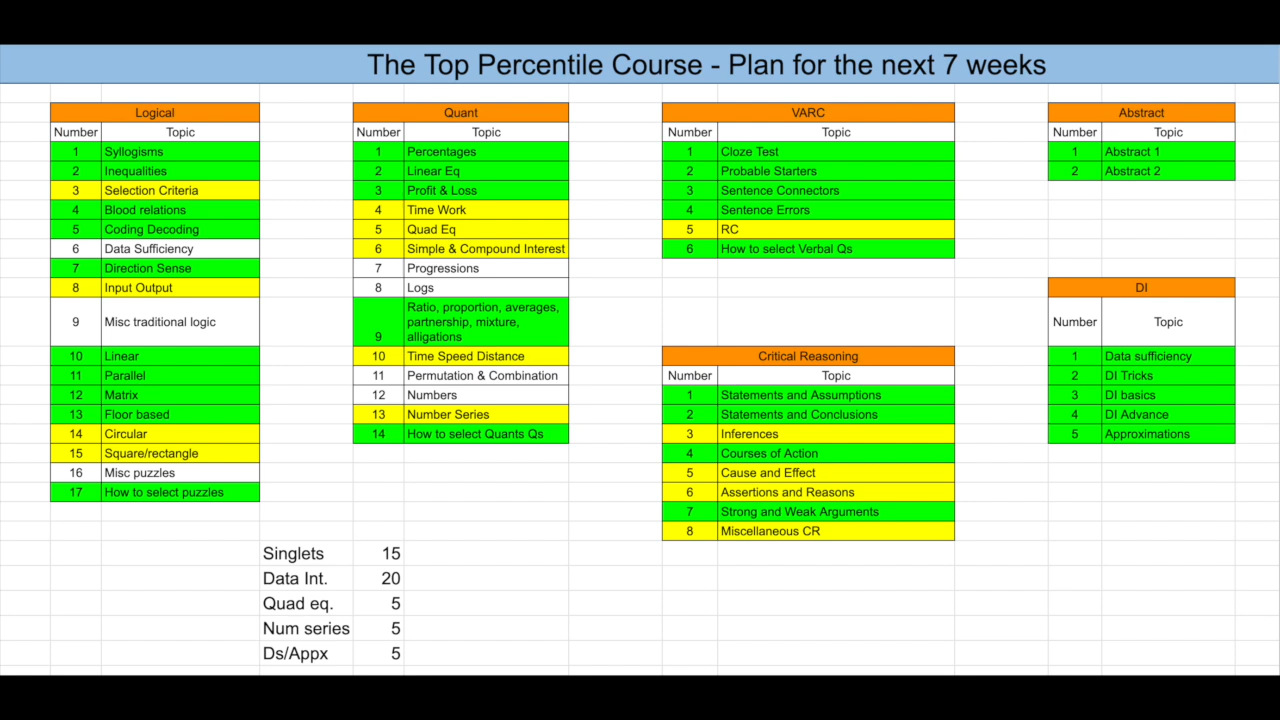 The Top Percentile Course - Plan for the next 7 weeks
Logical
Number Topic
1 Syllogisms
2 Inequalities
3 Selection Criteria
4 Blood relations
5 Coding Decoding
6 Data Sufficiency
7 Direction Sense
8 Input Output
9 Misc traditional logic
10 Linear
11 Parallel
12 Matrix
13 Floor based
14 Circular
15 Square/rectangle
16 Misc puzzles
17 How to select puzzles
Quant
Number Topic
1 Percentages
2 Linear Eq
3 Profit & Loss
4 Time Work
5 Quad Eq
6 Simple & Compound Interest
7 Progressions
8 Logs
Ratio, proportion, averages,
partnership, mixture,
9 alligations
10 Time Speed Distance
11 Permutation & Combination
12 Numbers
13 Number Series
14 How to select Quants Qs
VARC
Number Topic
1 Cloze Test
2 Probable Starters
3 Sentence Connectors
4 Sentence Errors
5 RC
6 How to select Verbal Qs
Critical Reasoning
Number Topic
1 Statements and Assumptions
2 Statements and Conclusions
3 Inferences
4 Courses of Action
5 Cause and Effect
6 Assertions and Reasons
7 Strong and Weak Arguments
8 Miscellaneous CR
Abstract
Number Topic
1 Abstract 1
2 Abstract 2
DI
Number Topic
1 Data sufficiency
2 DI Tricks
3 DI basics
4 DI Advance
5 Approximations
Singlets 15
Data Int. 20
Quad eq. 5
Num series 5
Ds/Appx 5